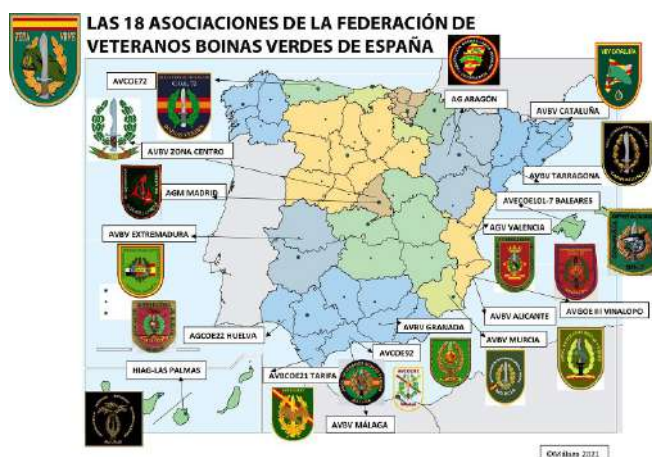 LAS 18 ASOCIACIONES DE LA FEDERACIÓN DE
VETERANOS BOINAS VERDES DE ESPAÑA
AVCOE72
AG ARAGÓN
AVBV CATALUÑA
AVBV ZONA CENTRO
AVBV TARRAGONA
AGM MADRID
AVECOE101-7 BALEARES
AVBV EXTREMADURA
AGV VALENCIA
AVBV ALICANTE
AVGOE III VINALOPO
AGCOE22 HUELVA
AVBV GRANADA
AVBV MURCIA
AVCOE92
HIAG-LAS PALMAS
AVBCOE21 TARIFA
AVBV MÁLAGA
©Málaga 2021